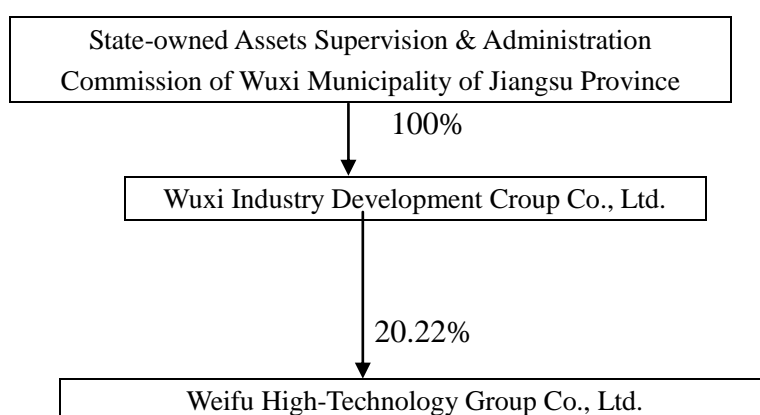 State-owned Assets Supervision & Administration
Commission of Wuxi Municipality of Jiangsu Province
100%
Wuxi Industry Development Croup Co., Ltd.
20.22%
Weifu High-Technology Group Co., Ltd.